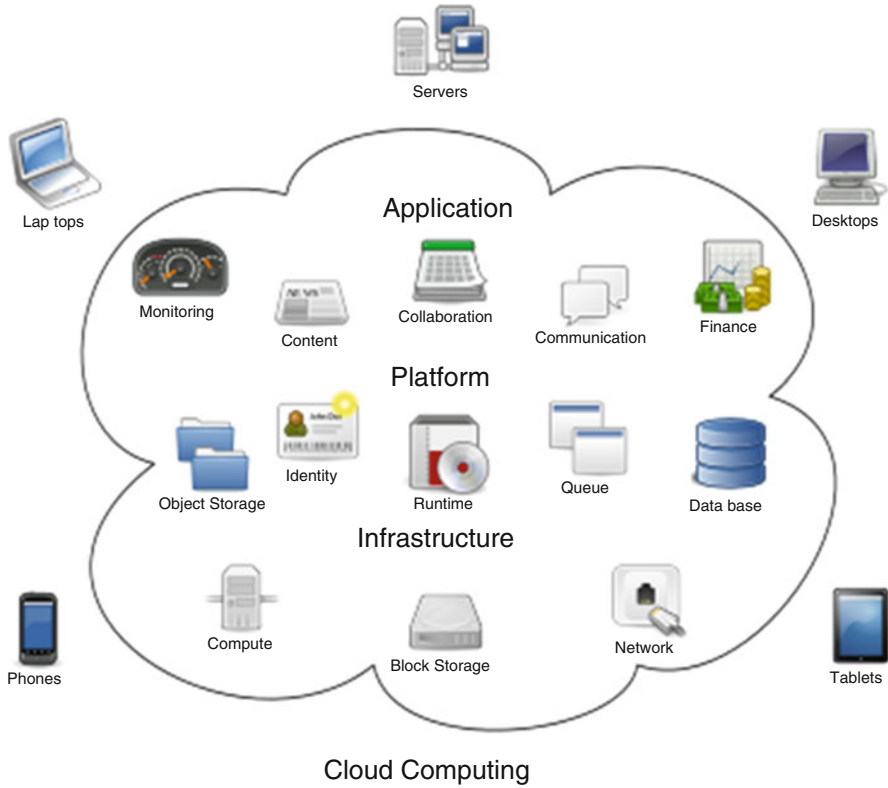 Servers
Lap tops
Desktops
Application
Monitoring
Content
Collaboration
Communication
Finance
Platform
Object Storage
Identity
Runtime
Queue
Data base
Infrastructure
Compute
Block Storage
Network
Phones
Tablets
Cloud Computing